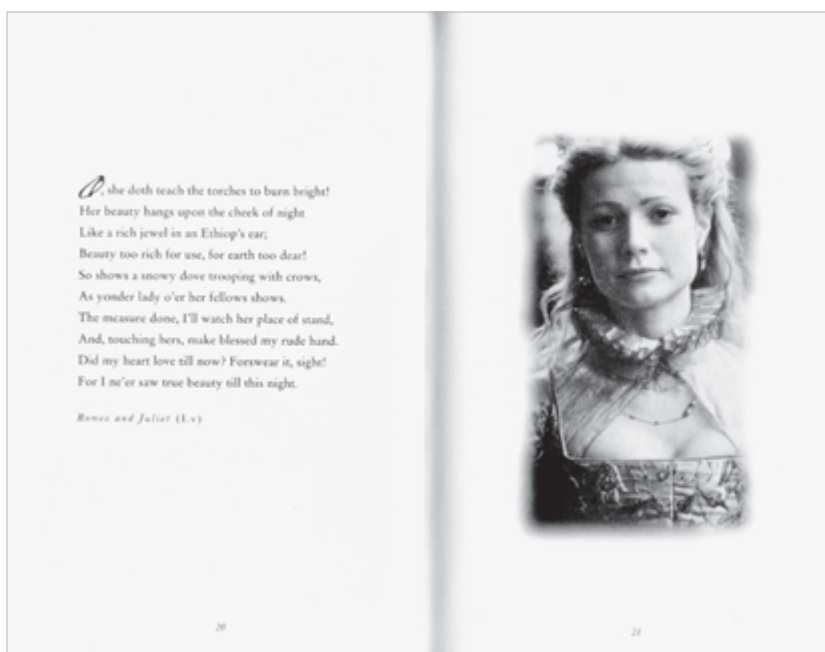 O, she doth teach the torches to burn bright!
Her beauty hangs upon the cheek of night
Like a rich jewel in an Ethiop's ear;
Beauty too rich for use, for earth too dear!
So shows a snowy dove trooping with crows,
As yonder lady o'er her fellows shows.
The measure done, I'll watch her place of stand,
And, touching hers, make blessed my rude hand.
Did my heart love till now? Forswear it, sight!
For I ne'er saw true beauty till this night.
Romeo and Juliet (I.v)
20
21